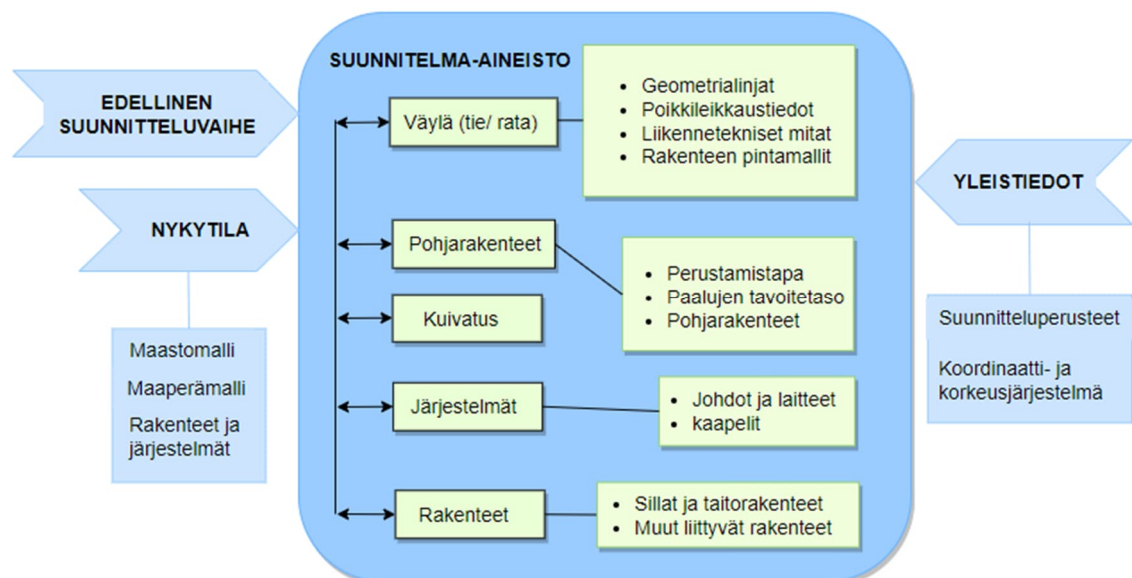 EDELLINEN
SUUNNITTELUVAIHE
NYKYTILA
Maastomalli
Maaperämalli
Rakenteet ja
järjestelmät
SUUNNITELMA-AINEISTO
Väylä (tie/ rata)
• Geometrialinjat
• Poikkileikkaustiedot
• Liikennetekniset mitat
• Rakenteen pintamallit
Pohjarakenteet
• Perustamistapa
• Paalujen tavoitetaso
• Pohjarakenteet
Kuivatus
Järjestelmät
• Johdot ja laitteet
• kaapelit
Rakenteet
• Sillat ja taitorakenteet
• Muut liittyvät rakenteet
YLEISTIEDOT
Suunnitteluperusteet
Koordinaatti- ja
korkeusjärjestelmä